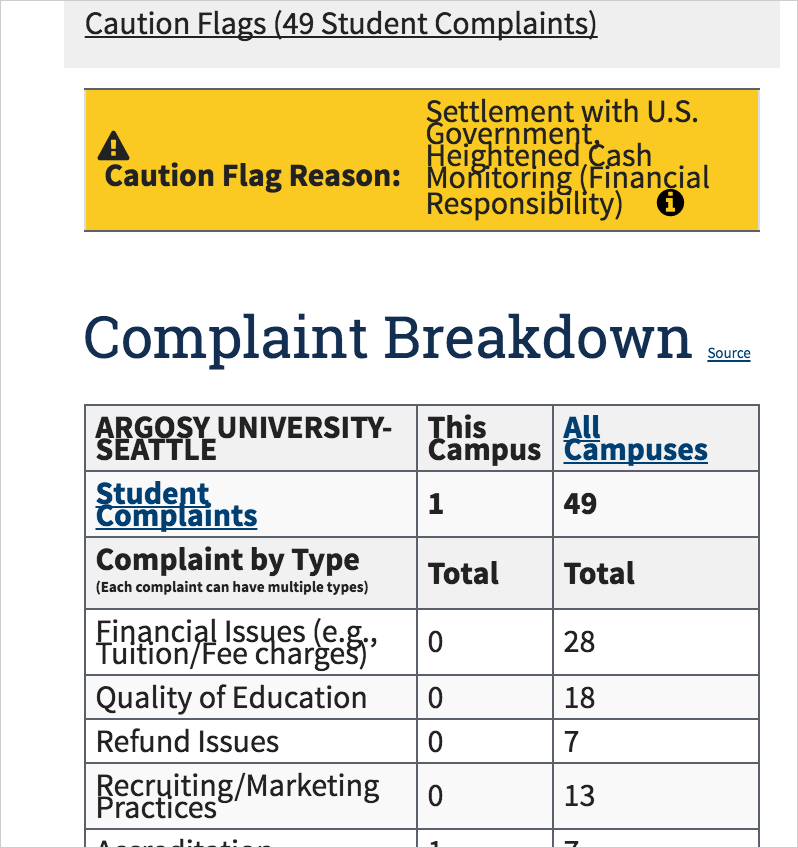 Caution Flags (49 Student Complaints)
Caution Flag Reason:
Settlement with U.S.
Government,
Heightened Cash
Monitoring (Financial
Responsibility)
Complaint Breakdown Source
ARGOSY UNIVERSITY-
SEATTLE
This
Campus
All
Campuses
Student
Complaints
1
49
Complaint by Type
(Each complaint can have multiple types)
Total
Total
Financial Issues (e.g.,
Tuition/Fee charges)
0
28
Quality of Education
0
18
Refund Issues
0
7
Recruiting/Marketing
Practices
0
13
Accreditation
1
7